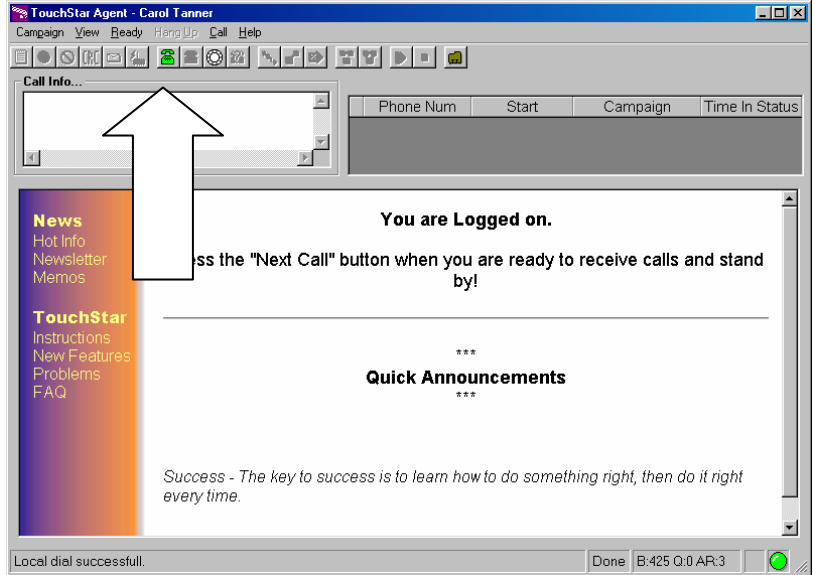 TouchStar Agent - Carol Tanner
Campaign View Ready Hang Up Call Help
Call Info...
Phone Num Start Campaign Time In Status
News
Hot Info
Newsletter
Memos
TouchStar
Instructions
New Features
Problems
FAQ
You are Logged on.
ess the "Next Call" button when you are ready to receive calls and stand
by!
***
Quick Announcements
***
Success - The key to success is to learn how to do something right, then do it right
every time.
Local dial successfull.
Done B:425 Q:0 AR:3